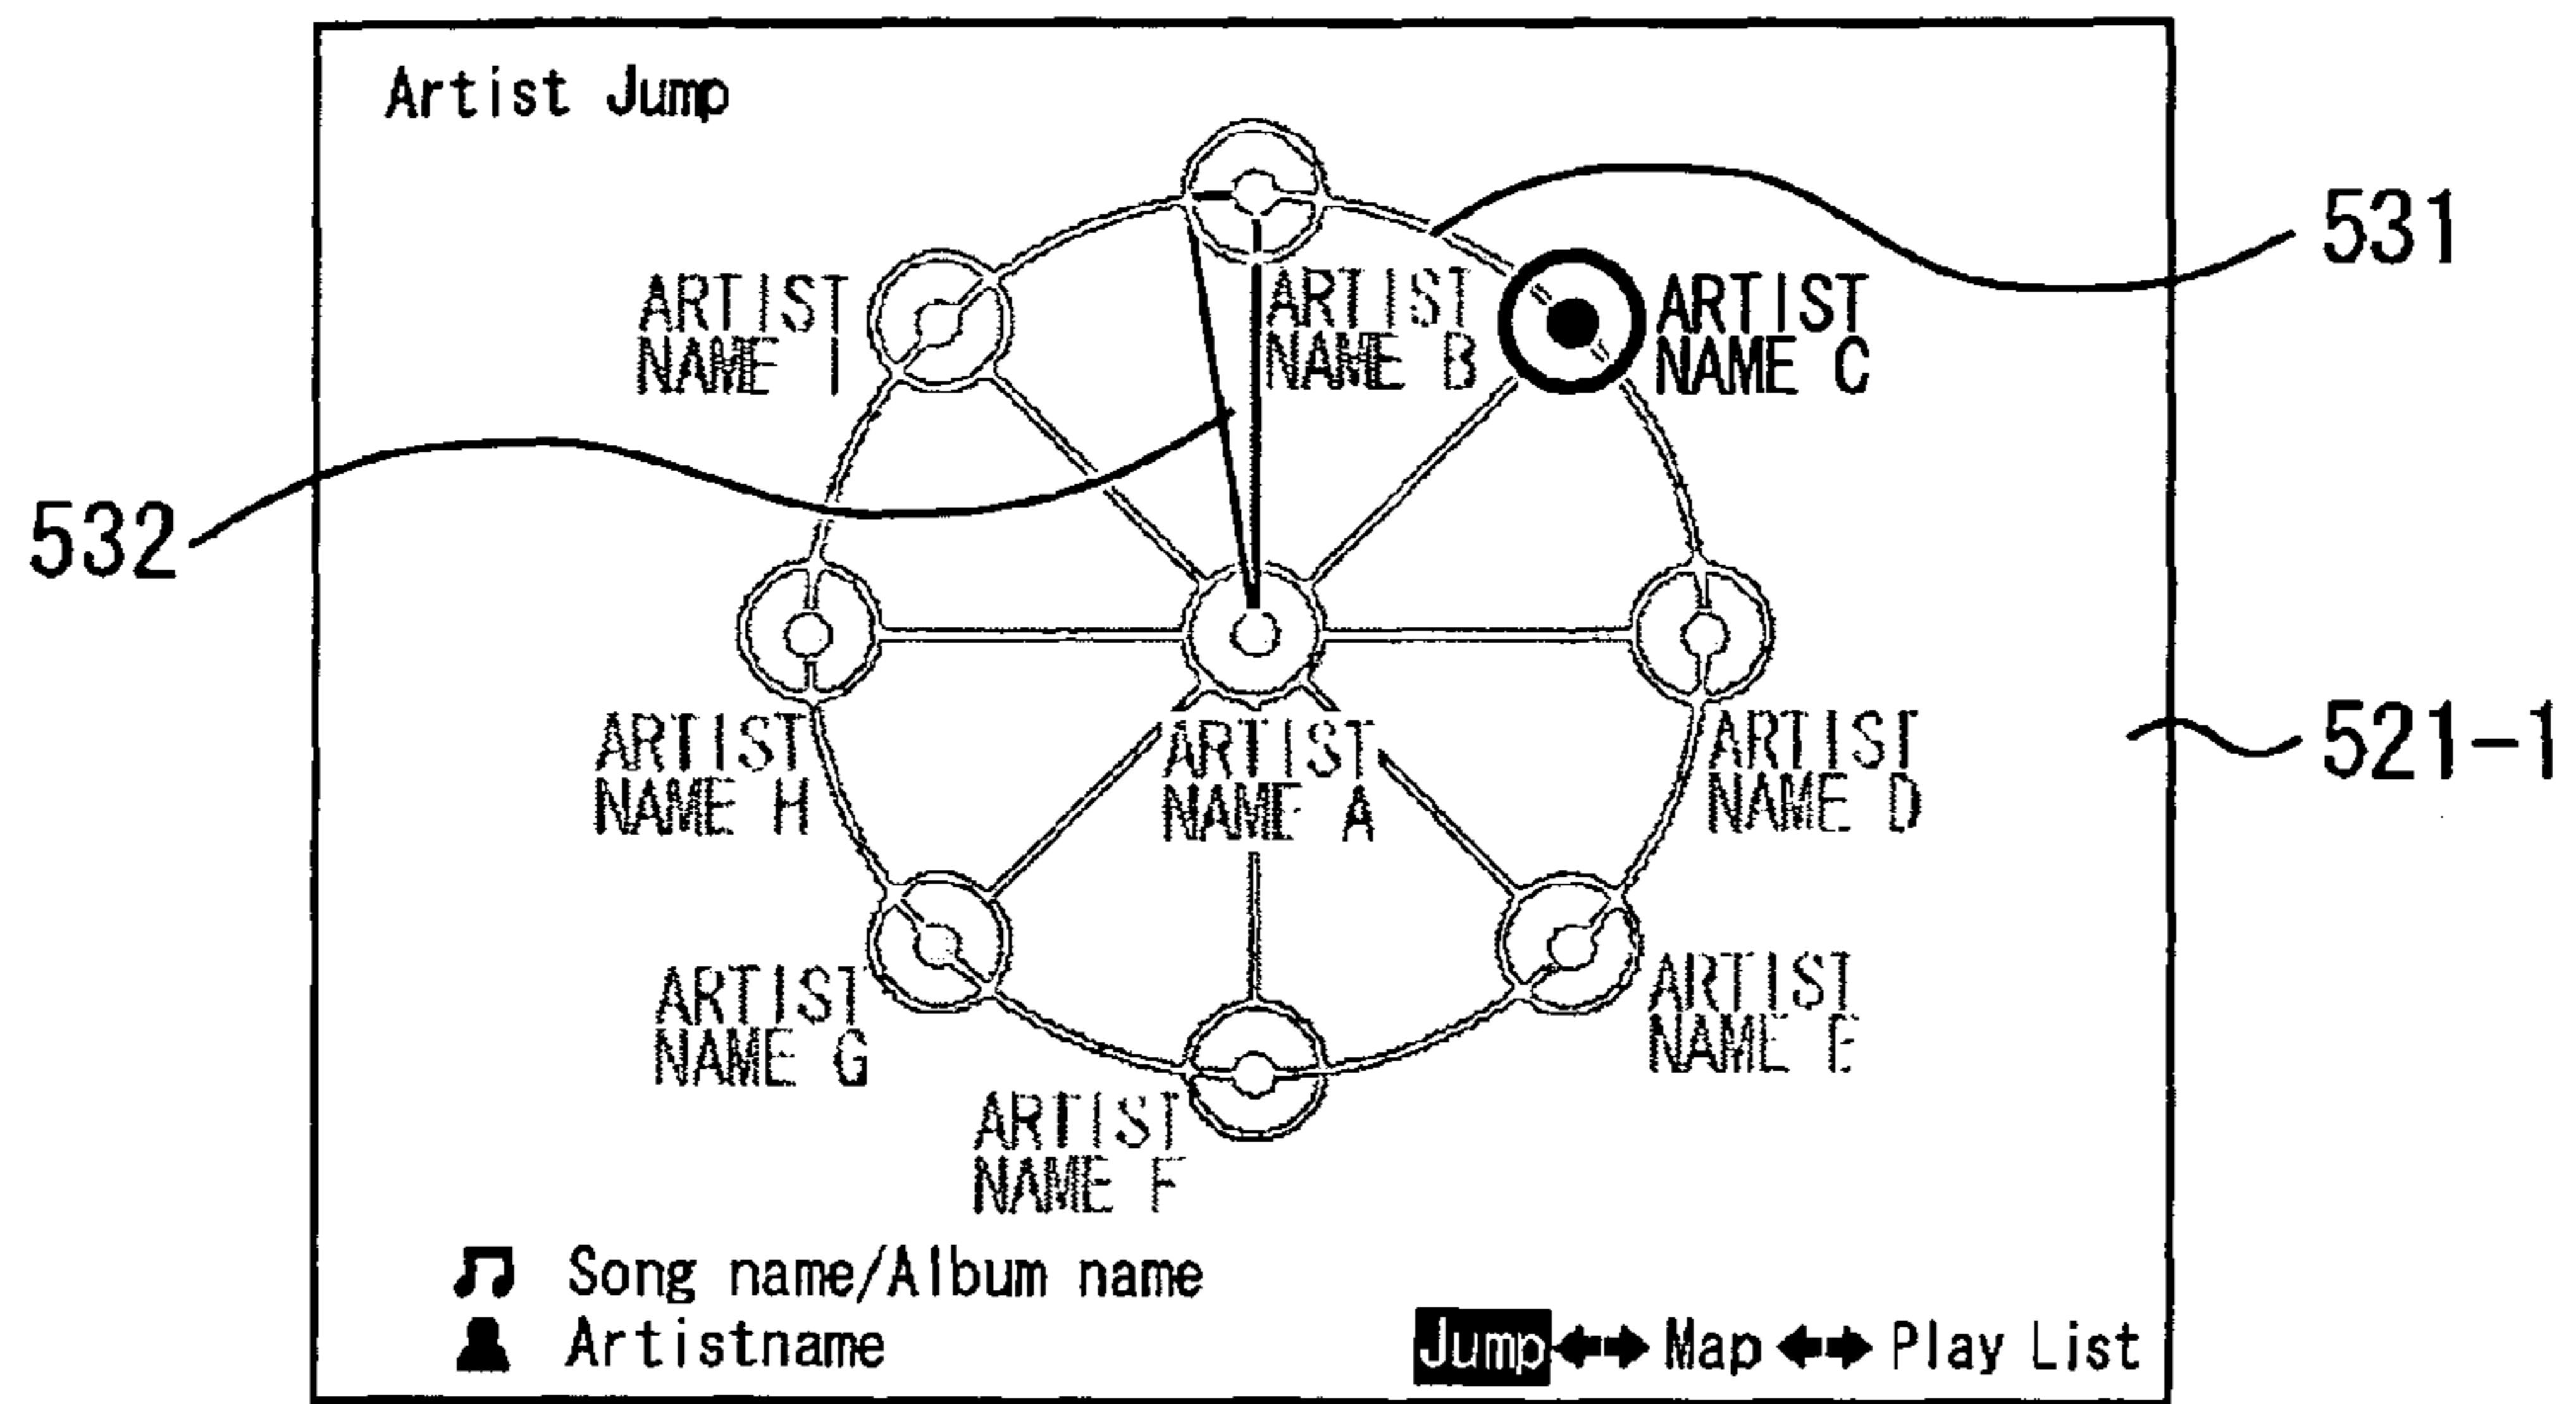 Artist Jump
531
ARTIST
NAME I
ARTIST
NAME B
ARTIST
NAME C
532
ARTIST
NAME H
ARTIST
NAME A
ARTIST
NAME D
521-1
ARTIST
NAME G
ARTIST
NAME E
ARTIST
NAME F
Song name/Album name
Artistname
Jump Map Play List